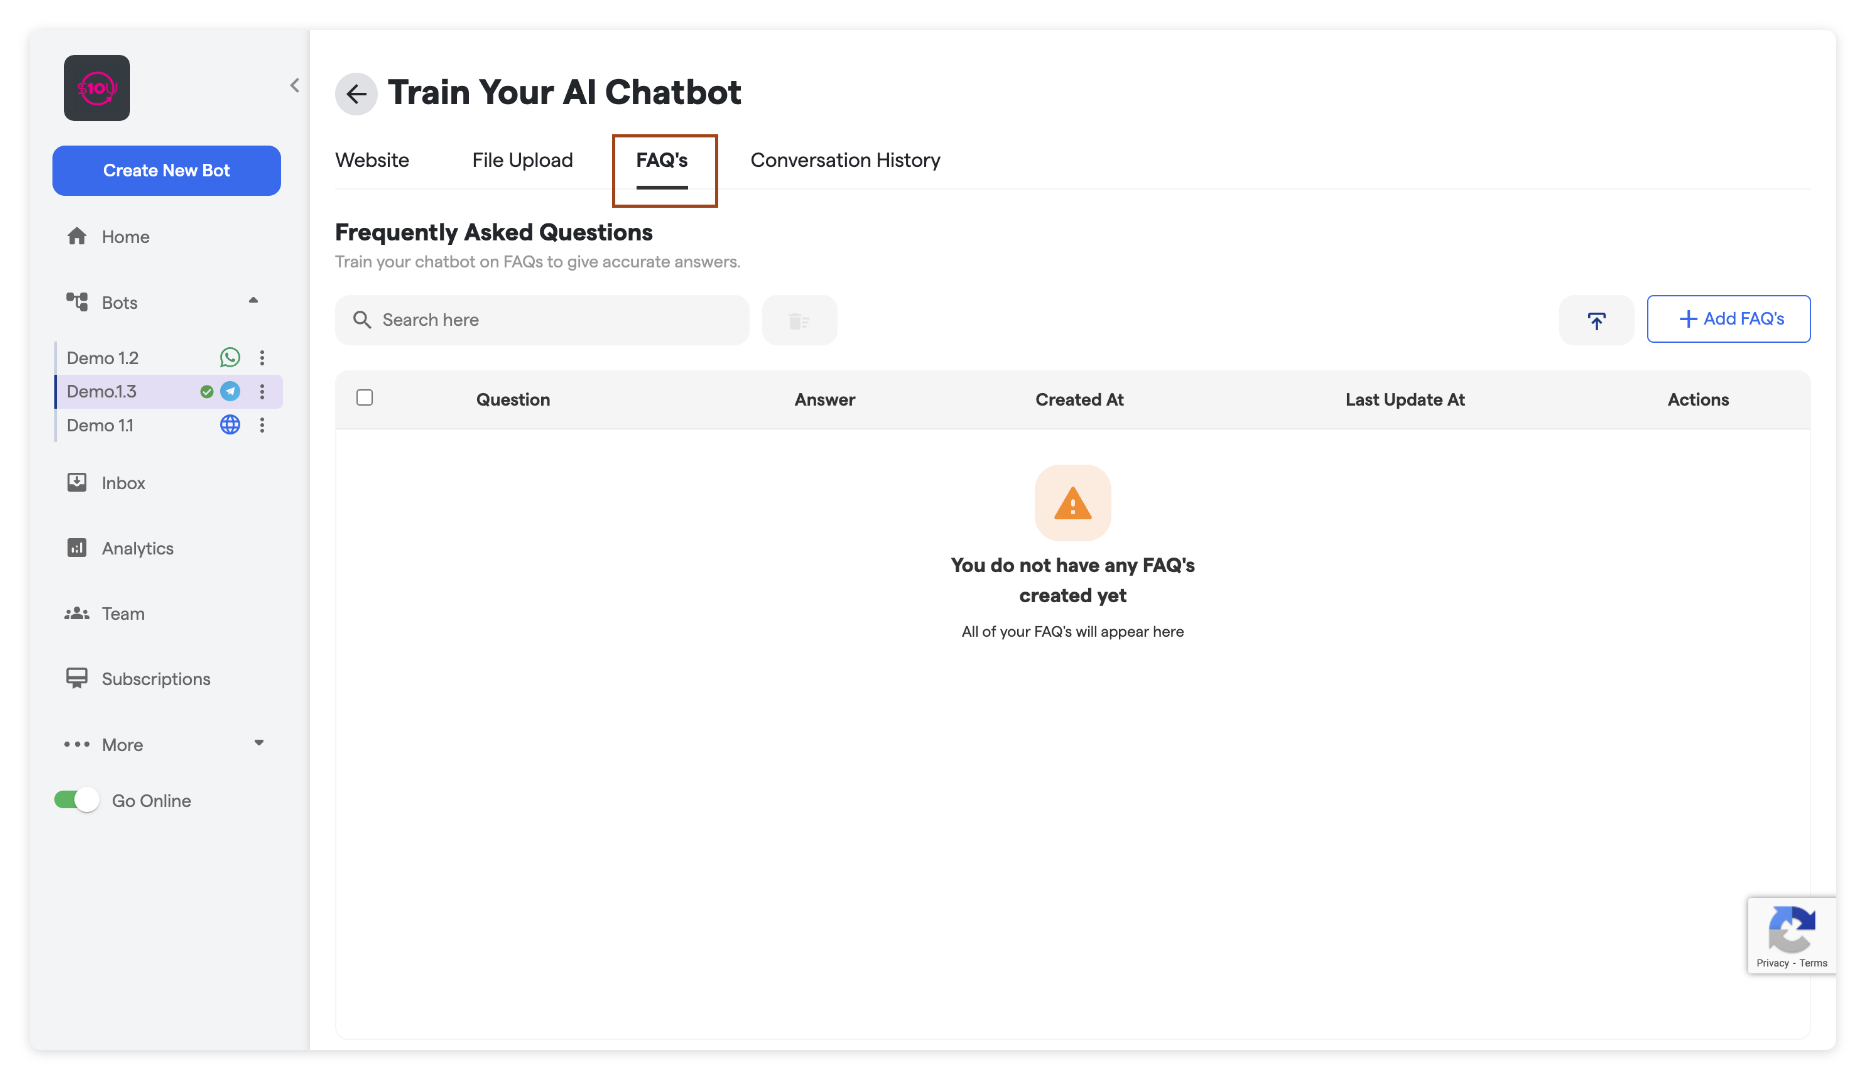 $10U
Train Your AI Chatbot
Create New Bot
Website File Upload FAQ's Conversation History
Home
Frequently Asked Questions
Train your chatbot on FAQs to give accurate answers.
Bots
Search here
Add FAQ's
Demo 1.2
Demo.1.3
Demo 1.1
Question Answer Created At Last Update At Actions
Inbox
Analytics
Team
Subscriptions
More
Go Online
You do not have any FAQ's
created yet
All of your FAQ's will appear here
Privacy - Terms